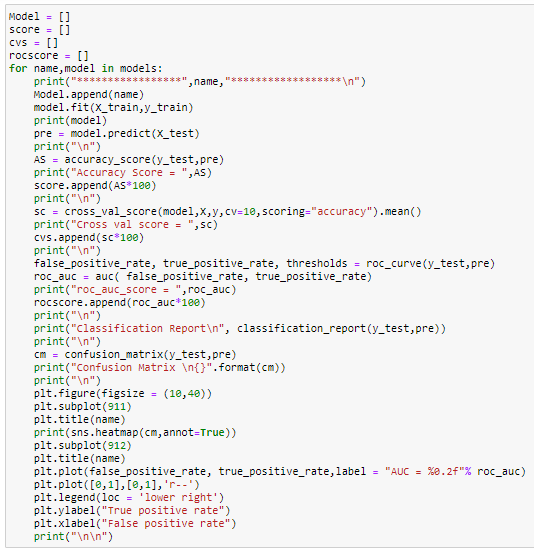 Model = []
score = []
cvs = []
rocscore = []
for name,model in models:
    print("*****************",name,"******************\n")
    Model.append(name)
    model.fit(X_train,y_train)
    print(model)
    pre = model.predict(X_test)
    print("\n")
    AS = accuracy_score(y_test,pre)
    print("Accuracy Score = ",AS)
    score.append(AS*100)
    print("\n")
    sc = cross_val_score(model,X,y,cv=10,scoring="accuracy").mean()
    print("Cross val score = ",sc)
    cvs.append(sc*100)
    print("\n")
    false_positive_rate, true_positive_rate, thresholds = roc_curve(y_test,pre)
    roc_auc = auc( false_positive_rate, true_positive_rate)
    print("roc_auc_score = ",roc_auc)
    rocscore.append(roc_auc*100)
    print("\n")
    print("Classification Report\n", classification_report(y_test,pre))
    print("\n")
    cm = confusion_matrix(y_test,pre)
    print("Confusion Matrix \n{}".format(cm))
    print("\n")
    plt.figure(figsize = (10,40))
    plt.subplot(911)
    plt.title(name)
    print(sns.heatmap(cm,annot=True))
    plt.subplot(912)
    plt.title(name)
    plt.plot(false_positive_rate, true_positive_rate,label = "AUC = %0.2f"% roc_auc)
    plt.plot([0,1],[0,1],'r--')
    plt.legend(loc = 'lower right')
    plt.ylabel("True positive rate")
    plt.xlabel("False positive rate")
    print("\n\n")